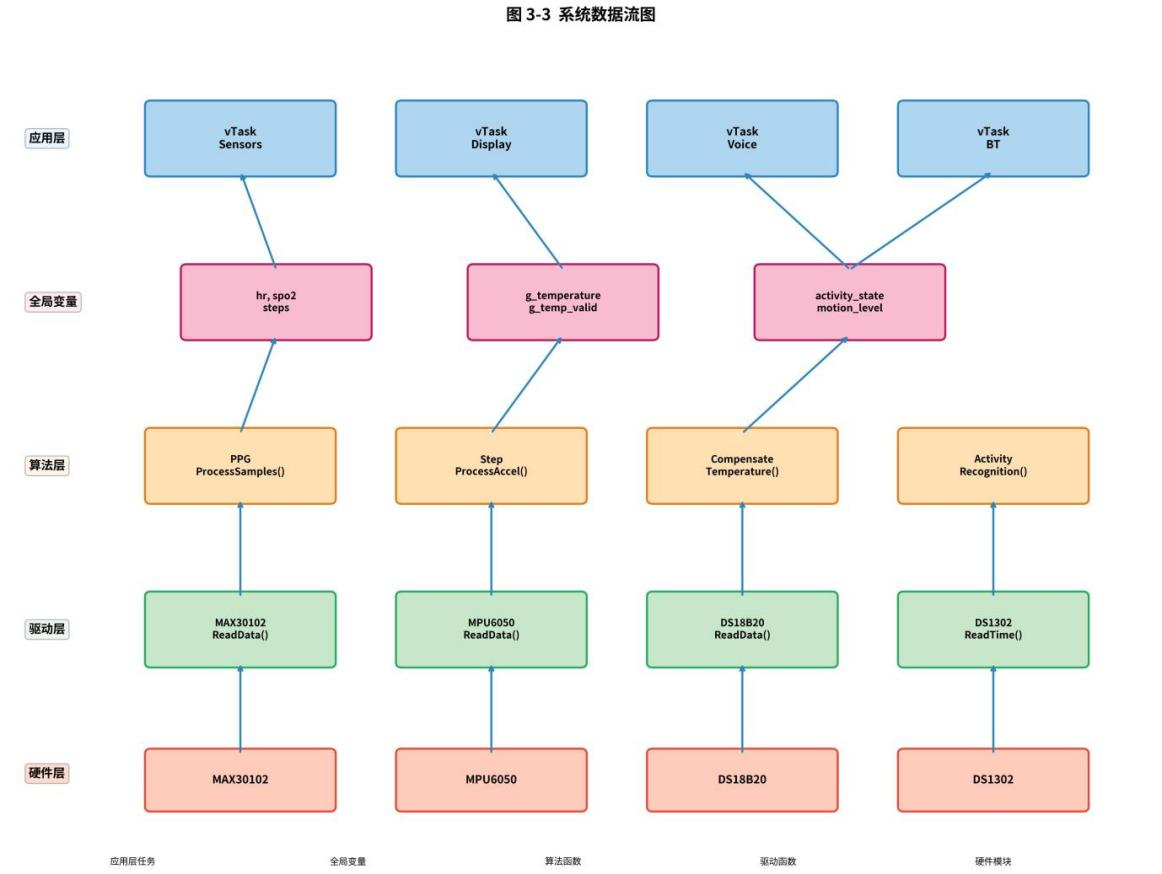 图 3-3 系统数据流图
应用层
vTask
Sensors
vTask
Display
vTask
Voice
vTask
BT
全局变量
hr, spo2
steps
g_temperature
g_temp_valid
activity_state
motion_level
算法层
PPG
ProcessSamples()
Step
ProcessAccel()
Compensate
Temperature()
Activity
Recognition()
驱动层
MAX30102
ReadData()
MPU6050
ReadData()
DS18B20
ReadData()
DS1302
ReadTime()
硬件层
MAX30102
MPU6050
DS18B20
DS1302
应用层任务
全局变量
算法函数
驱动函数
硬件模块